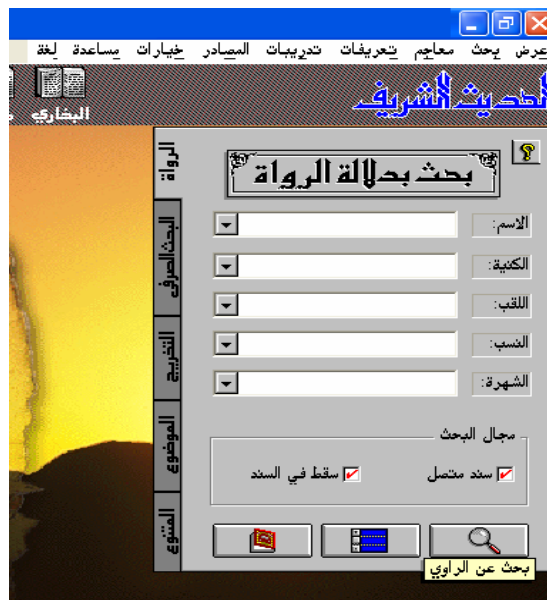 عرض بحث معاجم تعريفات تدريبات المصادر خيارات مساعدة لغة
الحديث الشريف
البخاري
بحث بدلالة الرواة
الاسم:
الكنية:
اللقب:
النسب:
الشهرة:
مجال البحث
سند متصل
سقط في السند
بحث عن الراوي
الرواة
البحث الصرفي
التخريج
الموضوع
المتنوع